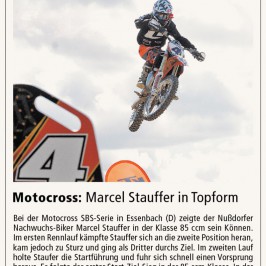 4
Motocross: Marcel Stauffer in Topform
Bei der Motocross SBS-Serie in Essenbach (D) zeigte der Nußdorfer
Nachwuchs-Biker Marcel Stauffer in der Klasse 85 ccm sein Können.
Im ersten Rennlauf kämpfte Stauffer sich an die zweite Position heran,
kam jedoch zu Sturz und ging als Dritter durchs Ziel. Im zweiten Lauf
holte Staufer die Startführung und fuhr sich schnell einen Vorsprung